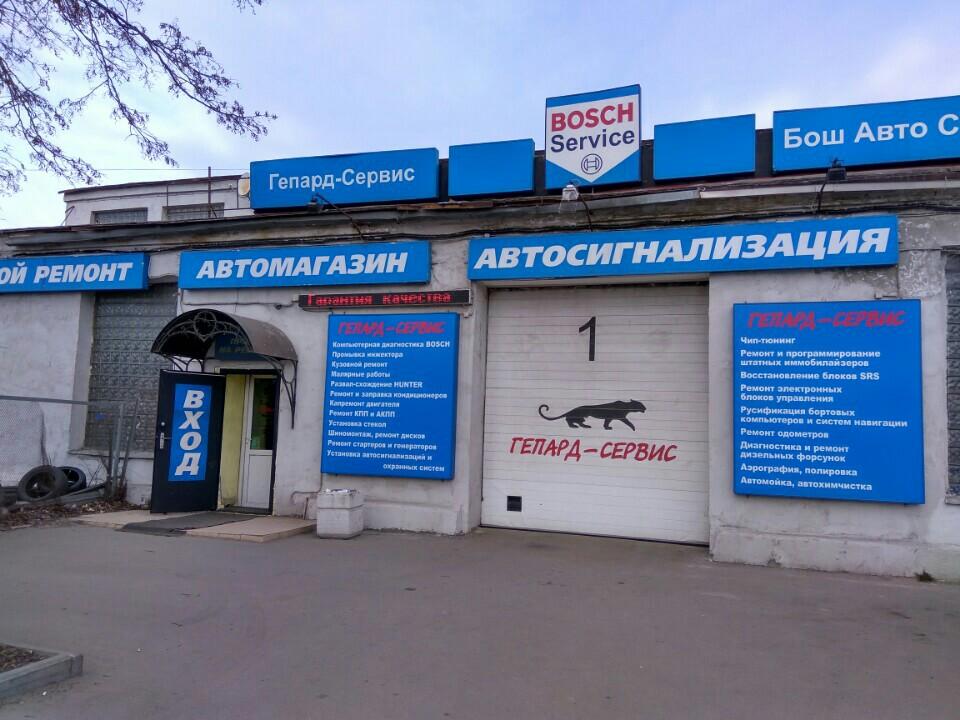 Гепард-Сервис
BOSCH
Service
Бош Авто С
ОЙ РЕМОНТ
АВТОМАГАЗИН
АВТОСИГНАЛИЗАЦИЯ
Гарантия качества
ВХОД
ГЕПАРД-СЕРВИС
Компьютерная диагностика BOSCH
Промывка инжектора
Кузовной ремонт
Малярные работы
Развал-схождение HUNTER
Ремонт и заправка кондиционеров
Капремонт двигателя
Ремонт КПП и АКПП
Установка стекол
Шиномонтаж, ремонт дисков
Ремонт стартеров и генераторов
Установка автосигнализаций и
охранных систем
1
ГЕПАРД-СЕРВИС
ГЕПАРД-СЕРВИС
Чип-тюнинг
Ремонт и программирование
штатных иммобилайзеров
Восстановление блоков SRS
Ремонт электронных
блоков управления
Русификация бортовых
компьютеров и систем навигации
Ремонт одометров
Диагностика и ремонт
дизельных форсунок
Аэрография, полировка
Автомойка, автохимчистка